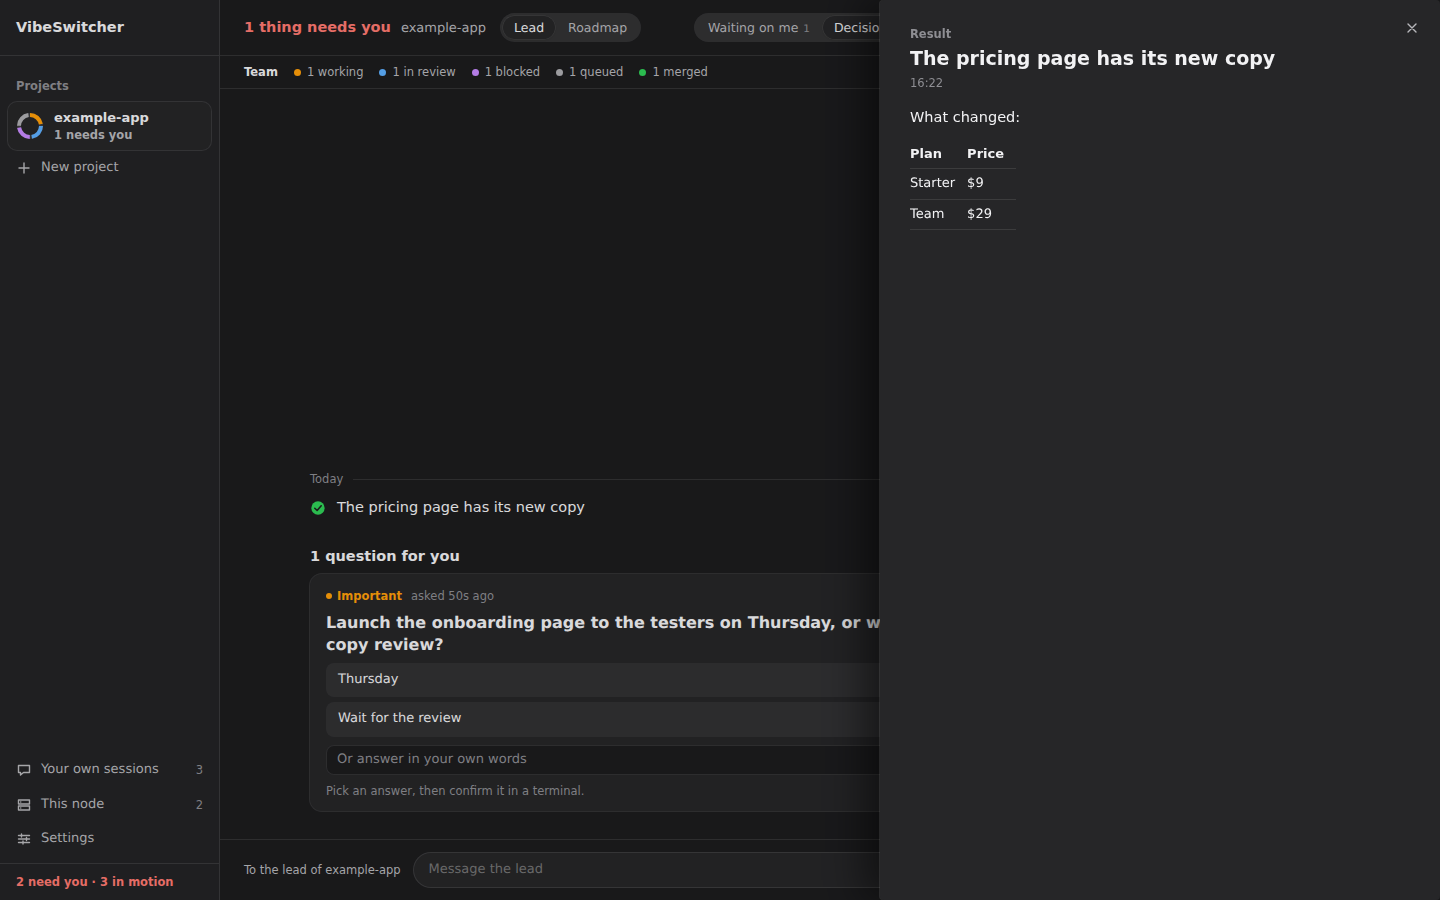 VibeSwitcher
Projects
example-app
1 needs you
New project
Your own sessions 3
This node 2
Settings
2 need you · 3 in motion
1 thing needs you example-app Lead Roadmap Waiting on me 1
Team 1 working 1 in review 1 blocked 1 queued 1 merged
Today
The pricing page has its new copy
1 question for you
Important asked 50s ago
Launch the onboarding page to the testers on Thursday, or
copy review?
Thursday
Wait for the review
Or answer in your own words
Pick an answer, then confirm it in a terminal.
To the lead of example-app Message the lead
Result
The pricing page has its new copy
16:22
What changed:
Plan Price
Starter $9
Team $29